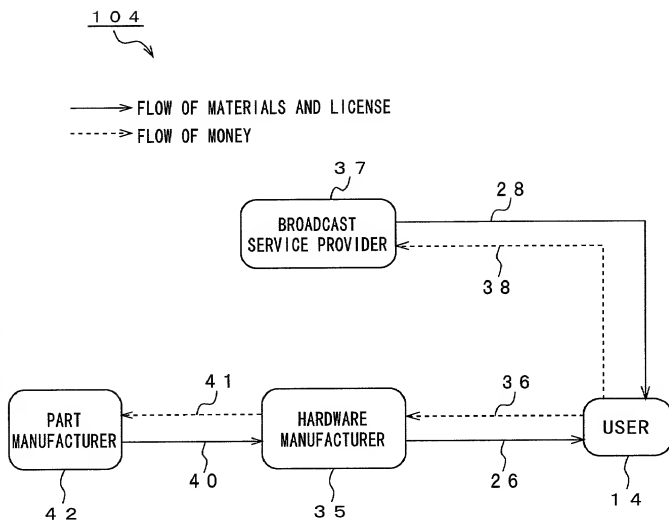 104
FLOW OF MATERIALS AND LICENSE
FLOW OF MONEY
37
BROADCAST
SERVICE PROVIDER
28
38
41
36
PART
MANUFACTURER
HARDWARE
MANUFACTURER
USER
42
40
35
26
14